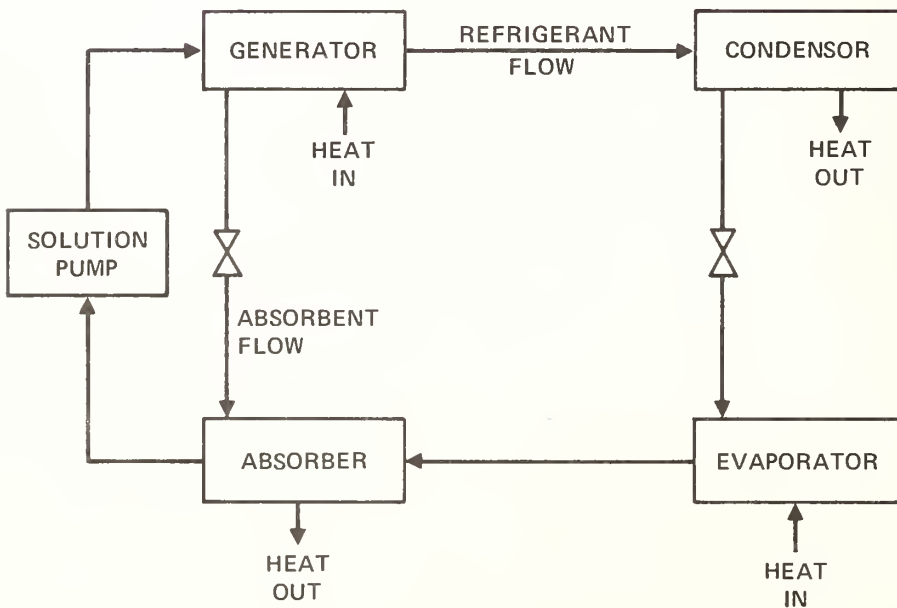 GENERATOR
REFRIGERANT
FLOW
CONDENSOR
HEAT
IN
HEAT
OUT
SOLUTION
PUMP
ABSORBENT
FLOW
ABSORBER
EVAPORATOR
HEAT
OUT
HEAT
IN